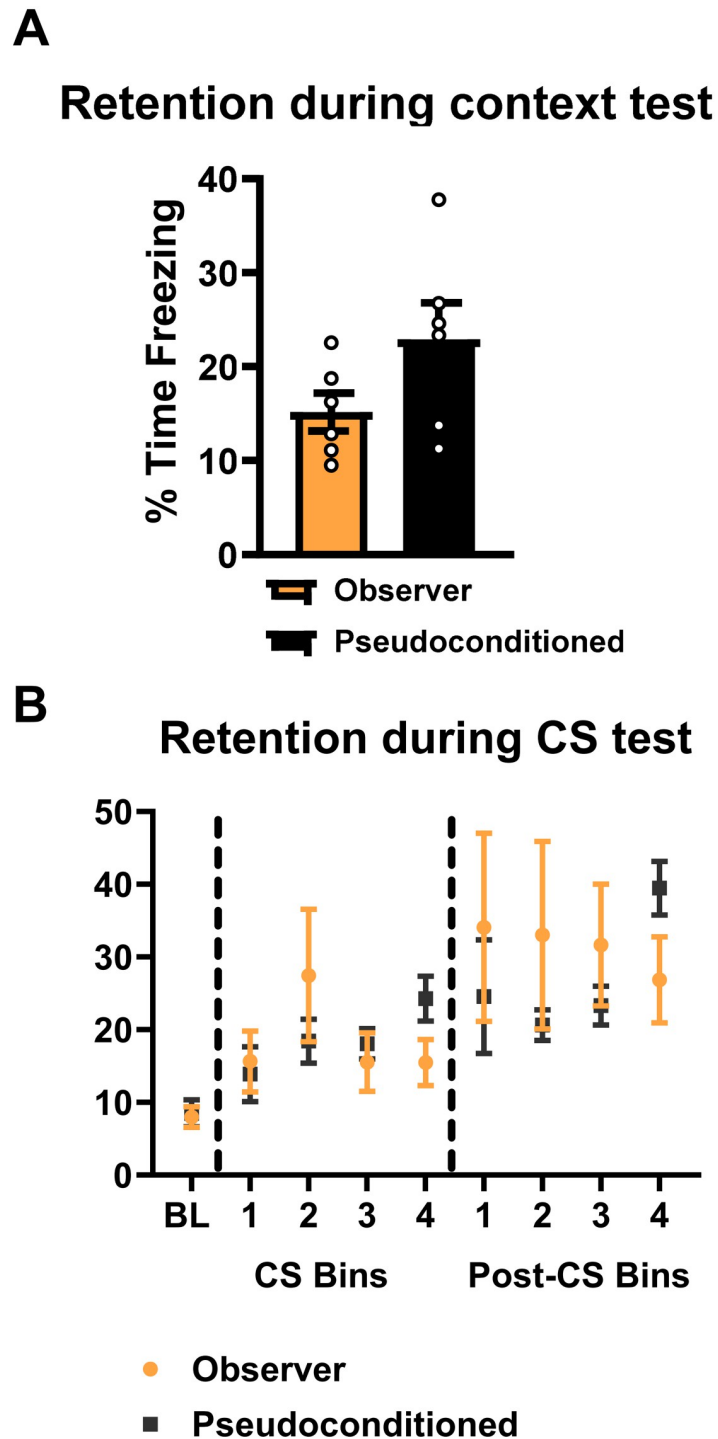 A
Retention during context test
% Time Freezing
40
30
20
10
0
Observer
Pseudoconditioned
B
Retention during CS test
50
40
30
20
10
0
BL 1 2 3 4 1 2 3 4
CS Bins Post-CS Bins
Observer
Pseudoconditioned